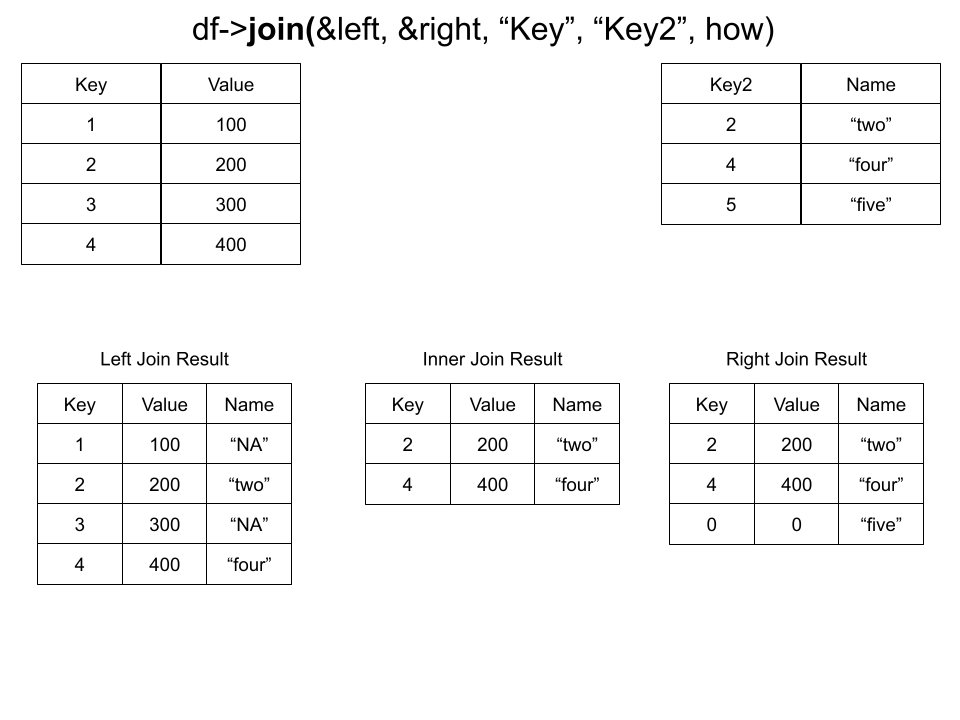 df->join(&left, &right, “Key”, “Key2”, how)
Key Value
1 100
2 200
3 300
4 400
Key2 Name
2 “two”
4 “four”
5 “five”
Left Join Result
Key Value Name
1 100 “NA”
2 200 “two”
3 300 “NA”
4 400 “four”
Inner Join Result
Key Value Name
2 200 “two”
4 400 “four”
Right Join Result
Key Value Name
2 200 “two”
4 400 “four”
0 0 “five”